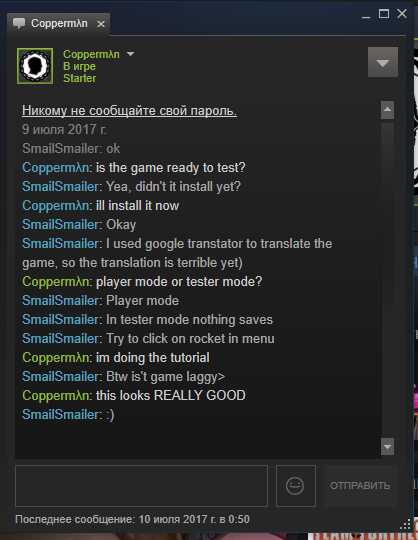 Coppermλn
Coppermλn
В игре
Starter
Никому не сообщайте свой пароль.
9 июля 2017 г.
SmailSmailer: ok
Coppermλn: is the game ready to test?
SmailSmailer: Yea, didn't it install yet?
Coppermλn: ill install it now
SmailSmailer: Okay
SmailSmailer: I used google transtator to translate the
game, so the translation is terrible yet)
Coppermλn: player mode or tester mode?
SmailSmailer: Player mode
SmailSmailer: In tester mode nothing saves
SmailSmailer: Try to click on rocket in menu
Coppermλn: im doing the tutorial
SmailSmailer: Btw is't game laggy>
Coppermλn: this looks REALLY GOOD
SmailSmailer: :)
ОТПРАВИТЬ
Последнее сообщение: 10 июля 2017 г. в 0:50